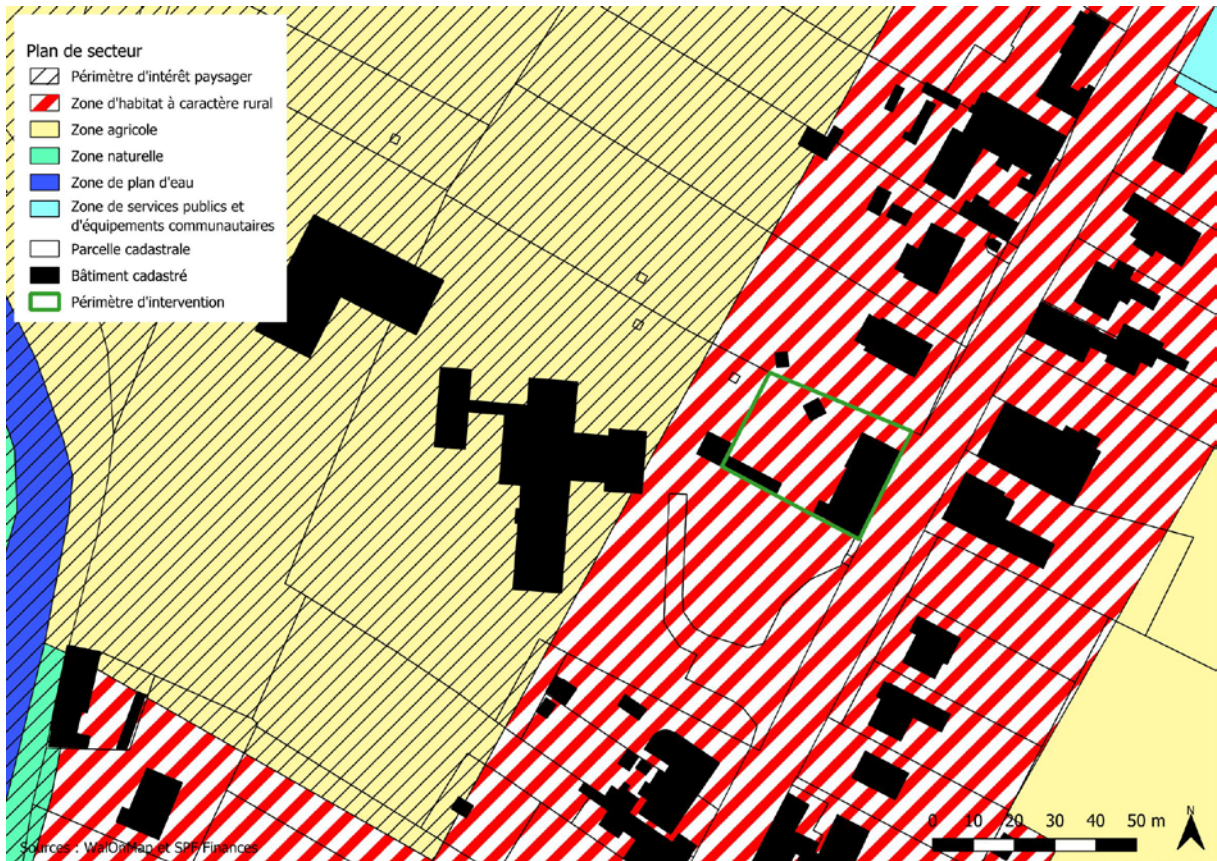 Plan de secteur
Périmètre d'intérêt paysager
Zone d'habitat à caractère rural
Zone agricole
Zone naturelle
Zone de plan d'eau
Zone de services publics et
d'équipements communautaires
Parcelle cadastrale
Bâtiment cadastré
Périmètre d'intervention
0 10 20 30 40 50 m
N
Sources : WalOnMap et SPF Finances